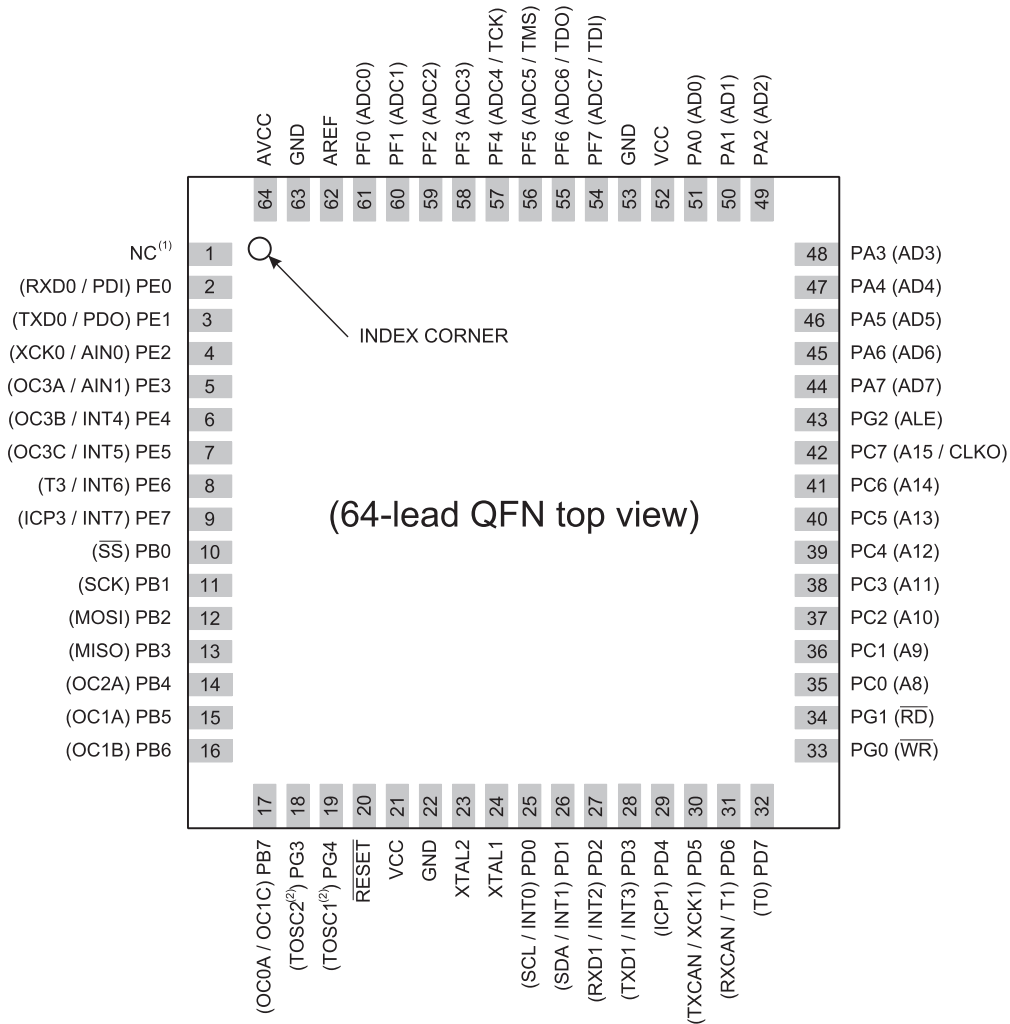 AVCC
GND
AREF
PF0 (ADC0)
PF1 (ADC1)
PF2 (ADC2)
PF3 (ADC3)
PF4 (ADC4 / TCK)
PF5 (ADC5 / TMS)
PF6 (ADC6 / TDO)
PF7 (ADC7 / TDI)
GND
VCC
PA0 (AD0)
PA1 (AD1)
PA2 (AD2)
64
63
62
61
60
59
58
57
56
55
54
53
52
51
50
49
NC(1) 1
(RXD0 / PDI) PE0 2
(TXD0 / PDO) PE1 3
(XCK0 / AIN0) PE2 4
(OC3A / AIN1) PE3 5
(OC3B / INT4) PE4 6
(OC3C / INT5) PE5 7
(T3 / INT6) PE6 8
(ICP3 / INT7) PE7 9
(SS) PB0 10
(SCK) PB1 11
(MOSI) PB2 12
(MISO) PB3 13
(OC2A) PB4 14
(OC1A) PB5 15
(OC1B) PB6 16
INDEX CORNER
(64-lead QFN top view)
48 PA3 (AD3)
47 PA4 (AD4)
46 PA5 (AD5)
45 PA6 (AD6)
44 PA7 (AD7)
43 PG2 (ALE)
42 PC7 (A15 / CLKO)
41 PC6 (A14)
40 PC5 (A13)
39 PC4 (A12)
38 PC3 (A11)
37 PC2 (A10)
36 PC1 (A9)
35 PC0 (A8)
34 PG1 (RD)
33 PG0 (WR)
17
18
19
20
21
22
23
24
25
26
27
28
29
30
31
32
(OC0A / OC1C) PB7
(TOSC2(2)) PG3
(TOSC1(2)) PG4
RESET
VCC
GND
XTAL2
XTAL1
(SCL / INT0) PD0
(SDA / INT1) PD1
(RXD1 / INT2) PD2
(TXD1 / INT3) PD3
(ICP1) PD4
(TXCAN / XCK1) PD5
(RXCAN / T1) PD6
(T0) PD7